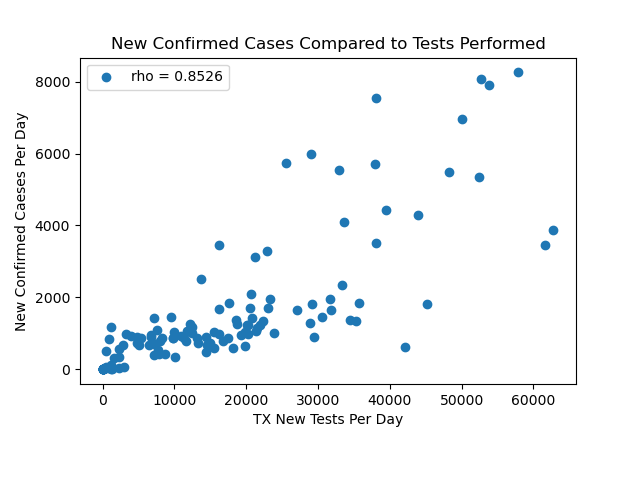 New Confirmed Cases Compared to Tests Performed
rho = 0.8526
New Confirmed Caeses Per Day
8000
6000
4000
2000
0
0 10000 20000 30000 40000 50000 60000
TX New Tests Per Day